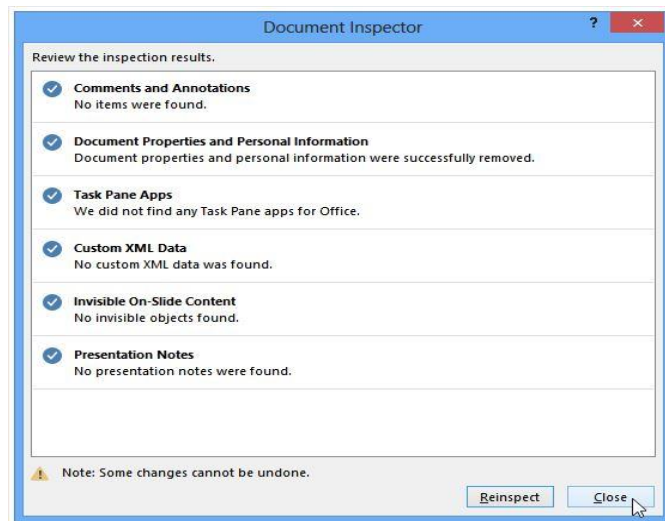 Document Inspector
?
Review the inspection results.
Comments and Annotations
No items were found.
Document Properties and Personal Information
Document properties and personal information were successfully removed.
Task Pane Apps
We did not find any Task Pane apps for Office.
Custom XML Data
No custom XML data was found.
Invisible On-Slide Content
No invisible objects found.
Presentation Notes
No presentation notes were found.
Note: Some changes cannot be undone.
Reinspect Close